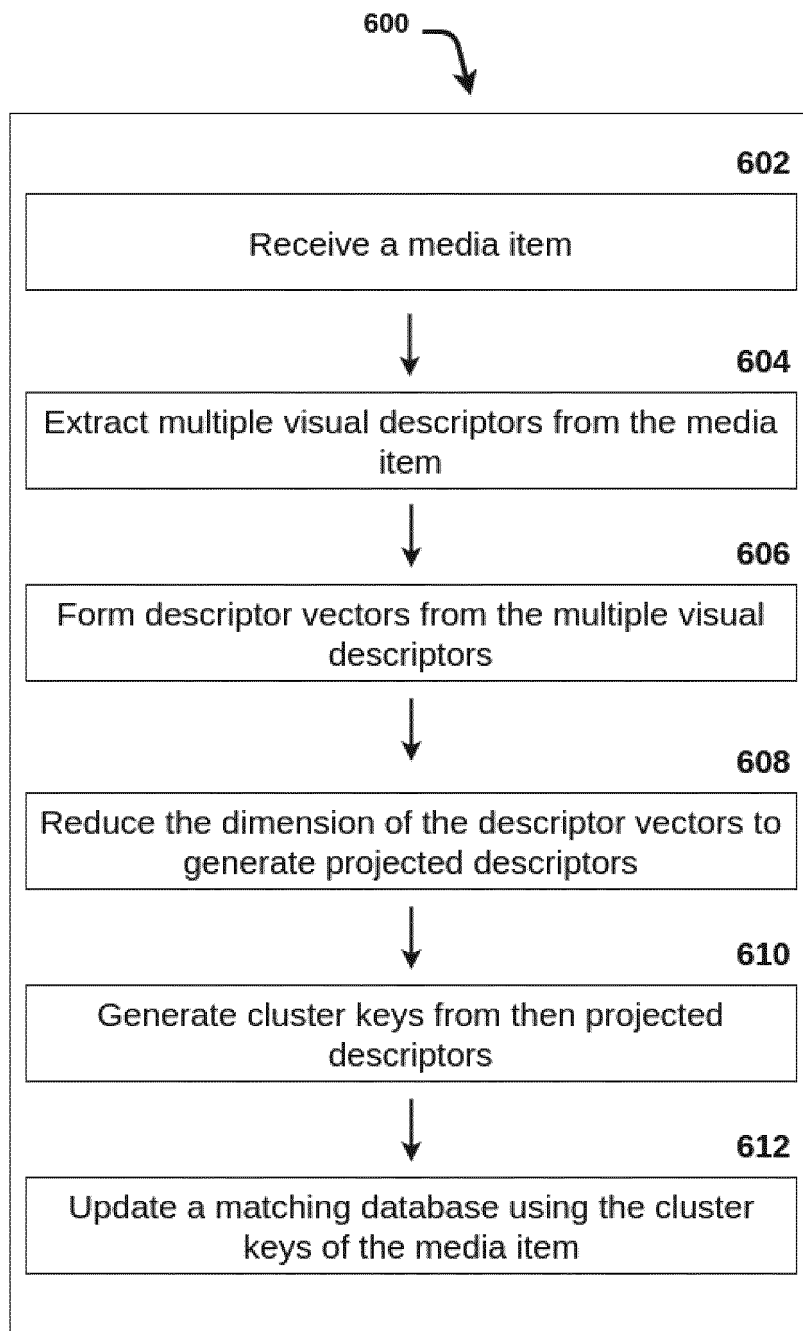 600
602
Receive a media item
604
Extract multiple visual descriptors from the media
item
606
Form descriptor vectors from the multiple visual
descriptors
608
Reduce the dimension of the descriptor vectors to
generate projected descriptors
610
Generate cluster keys from then projected
descriptors
612
Update a matching database using the cluster
keys of the media item